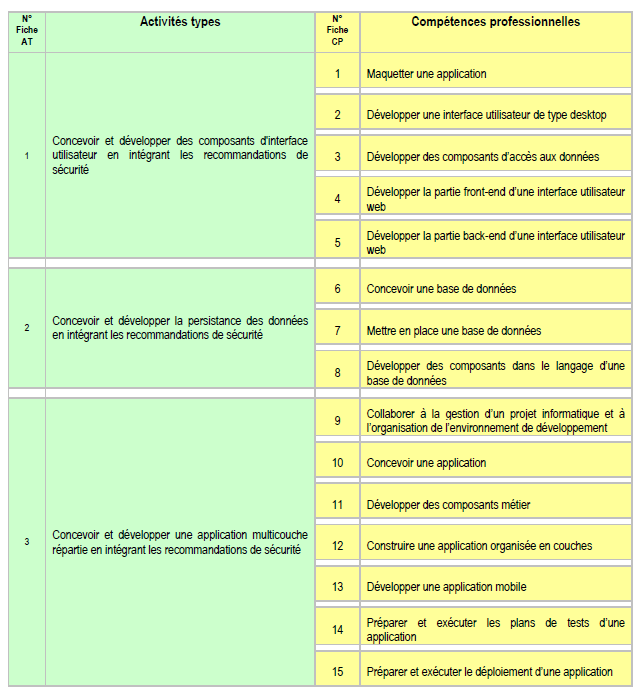 N° Fiche AT
Activités types
N° Fiche CP
Compétences professionnelles
1
Concevoir et développer des composants d'interface
utilisateur en intégrant les recommandations de
sécurité
1
Maquetter une application
2
Développer une interface utilisateur de type desktop
3
Développer des composants d'accès aux données
4
Développer la partie front-end d'une interface utilisateur
web
5
Développer la partie back-end d'une interface utilisateur
web
2
Concevoir et développer la persistance des données
en intégrant les recommandations de sécurité
6
Concevoir une base de données
7
Mettre en place une base de données
8
Développer des composants dans le langage d'une
base de données
3
Concevoir et développer une application multicouche
répartie en intégrant les recommandations de sécurité
9
Collaborer à la gestion d'un projet informatique et à
l'organisation de l'environnement de développement
10
Concevoir une application
11
Développer des composants métier
12
Construire une application organisée en couches
13
Développer une application mobile
14
Préparer et exécuter les plans de tests d'une
application
15
Préparer et exécuter le déploiement d'une application